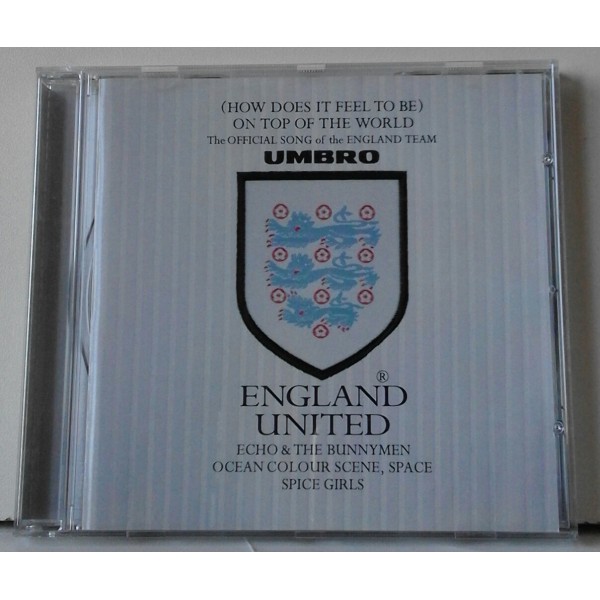 (HOW DOES IT FEEL TO BE)
ON TOP OF THE WORLD
The OFFICIAL SONG of the ENGLAND TEAM
UMBRO
®
ENGLAND
UNITED
ECHO & THE BUNNYMEN
OCEAN COLOUR SCENE, SPACE
SPICE GIRLS